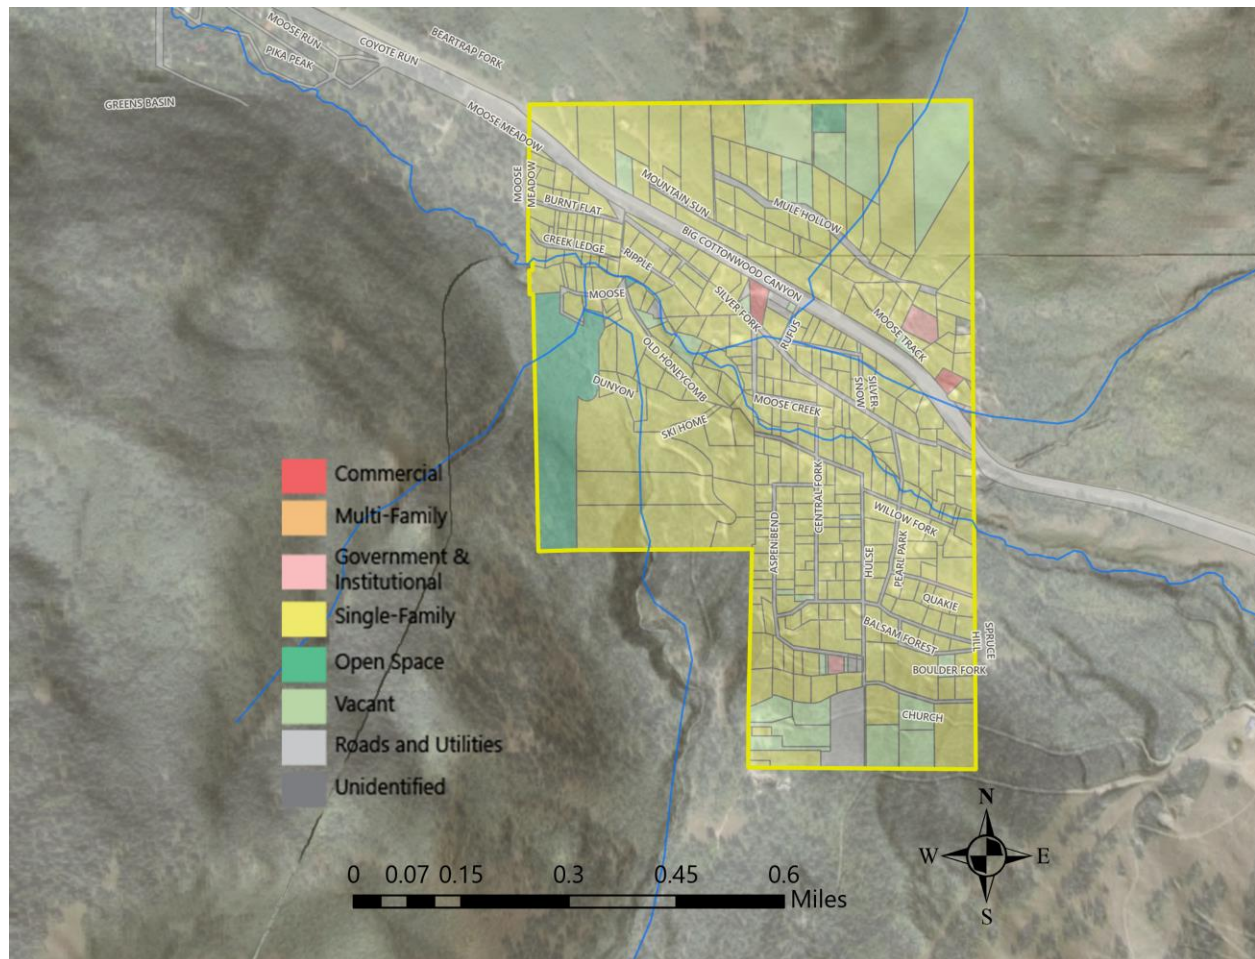 MOOSE RUN
COYOTE RUN
BEARTRAP FORK
PIKA PEAK
GREENS BASIN
MOOSE MEADOW
MOOSE
MEADOW
BURNT FLAT
MOUNTAIN SUN
MULE HOLLOW
CREEK LEDGE
RIPPLE
BIG COTTONWOOD CANYON
MOOSE
SILVER FORK
RUFUS
MOOSE TRACK
OLD HONEYCOMB
DUNYON
SILVER
SNOW
MOOSE CREEK
SKI HOME
CENTRAL FORK
ASPEN BEND
WILLOW FORK
HULSE
PEARL PARK
QUAKIE
BALSAM FOREST
SPRUCE
HILL
BOULDER FORK
CHURCH
Commercial
Multi-Family
Government &
Institutional
Single-Family
Open Space
Vacant
Roads and Utilities
Unidentified
N
W E
S
0 0.07 0.15 0.3 0.45 0.6
Miles